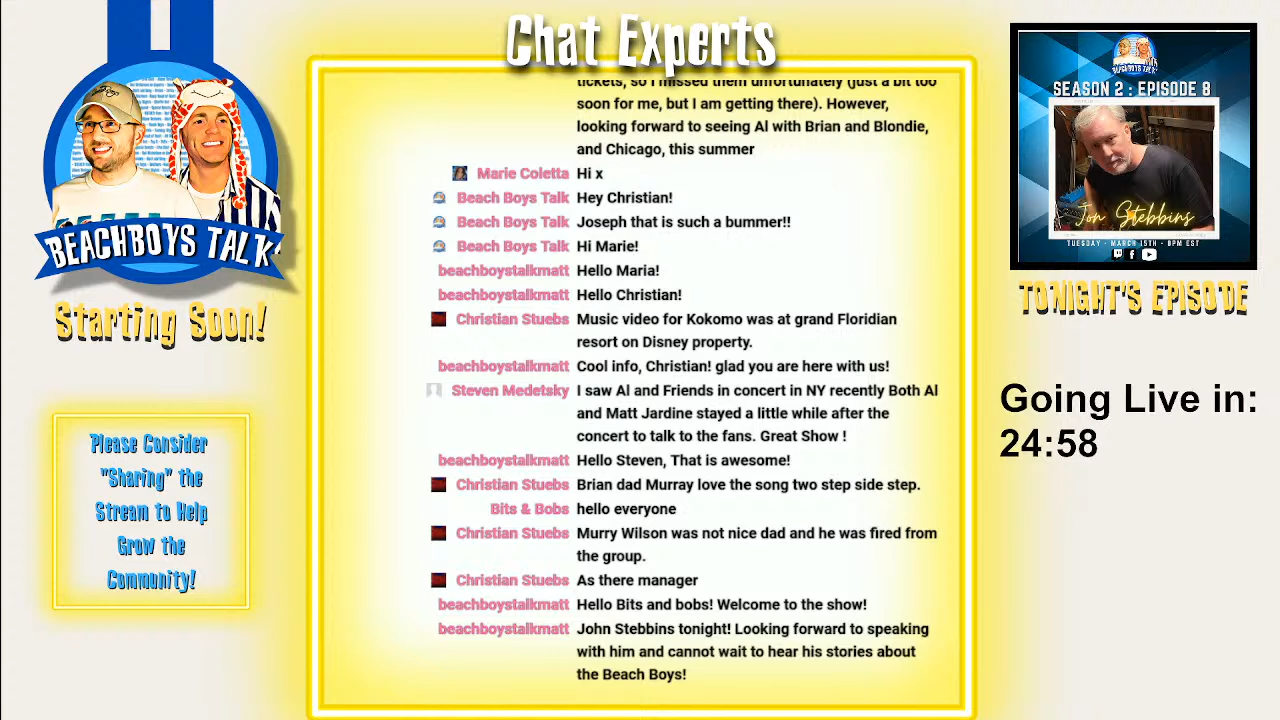 Chat Experts
tickets, so I missed them unfortunately (just a bit too
soon for me, but I am getting there). However,
looking forward to seeing Al with Brian and Blondie,
and Chicago, this summer
Marie Coletta Hi x
Beach Boys Talk Hey Christian!
Beach Boys Talk Joseph that is such a bummer!!
Beach Boys Talk Hi Marie!
beachboystalkmatt Hello Maria!
beachboystalkmatt Hello Christian!
Christian Stuebs Music video for Kokomo was at grand Floridian
resort on Disney property.
beachboystalkmatt Cool info, Christian! glad you are here with us!
Steven Medetsky I saw Al and Friends in concert in NY recently Both Al
and Matt Jardine stayed a little while after the
concert to talk to the fans. Great Show !
beachboystalkmatt Hello Steven, That is awesome!
Christian Stuebs Brian dad Murray love the song two step side step.
Bits & Bobs hello everyone
Christian Stuebs Murry Wilson was not nice dad and he was fired from
the group.
Christian Stuebs As there manager
beachboystalkmatt Hello Bits and bobs! Welcome to the show!
beachboystalkmatt John Stebbins tonight! Looking forward to speaking
with him and cannot wait to hear his stories about
the Beach Boys!
BEACHBOYS TALK
Starting Soon!
Please Consider
"Sharing" the
Stream to Help
Grow the
Community!
BEACHBOYS TALK
SEASON 2 : EPISODE 8
Jon Stebbins
TUESDAY - MARCH 15TH - 8PM EST
TONIGHT'S EPISODE
Going Live in:
24:58